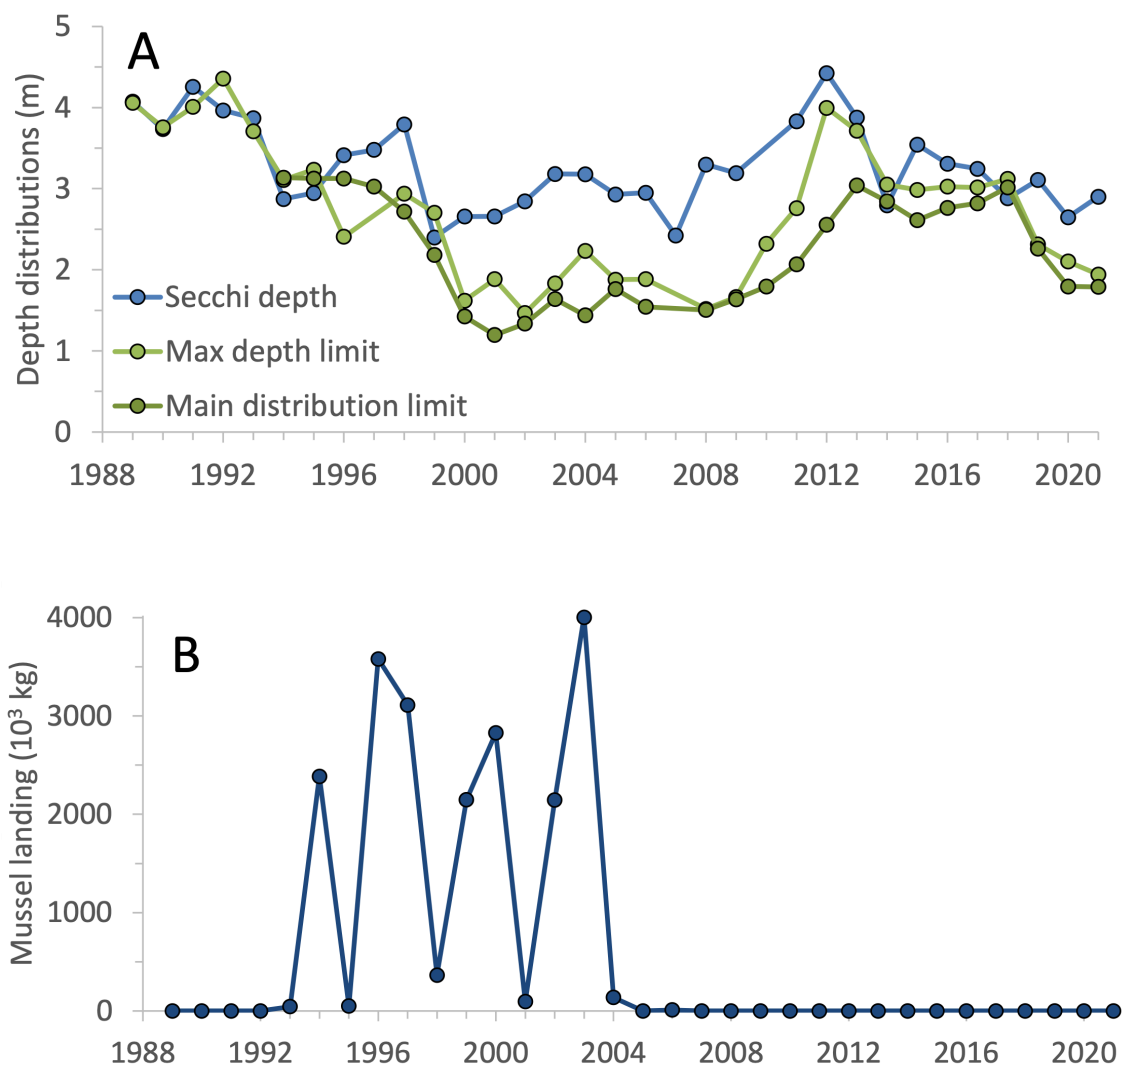 A
Depth distributions (m)
5
4
3
2
1
0
Secchi depth
Max depth limit
Main distribution limit
1988 1992 1996 2000 2004 2008 2012 2016 2020
B
Mussel landing (10³ kg)
4000
3000
2000
1000
0
1988 1992 1996 2000 2004 2008 2012 2016 2020